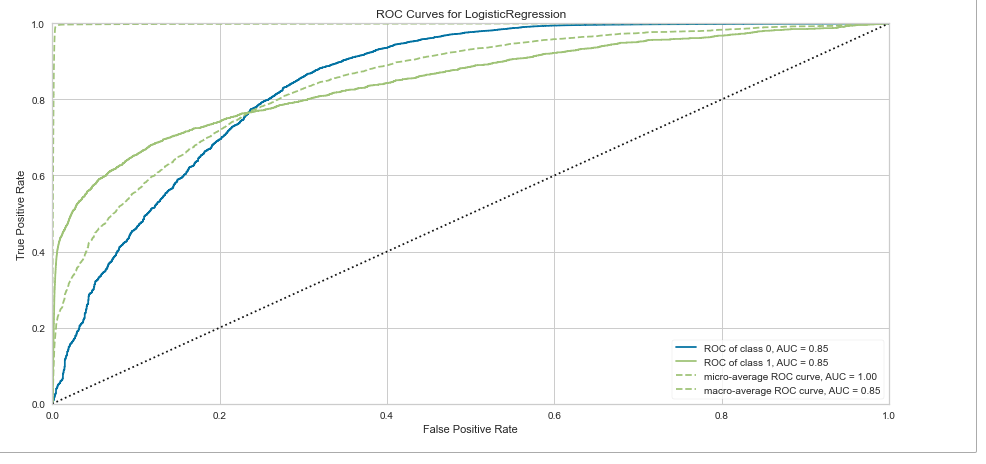 ROC Curves for LogisticRegression
1.0
0.8
0.6
0.4
0.2
0.0
True Positive Rate
0.0 0.2 0.4 0.6 0.8 1.0
False Positive Rate
ROC of class 0, AUC = 0.85
ROC of class 1, AUC = 0.85
micro-average ROC curve, AUC = 1.00
macro-average ROC curve, AUC = 0.85